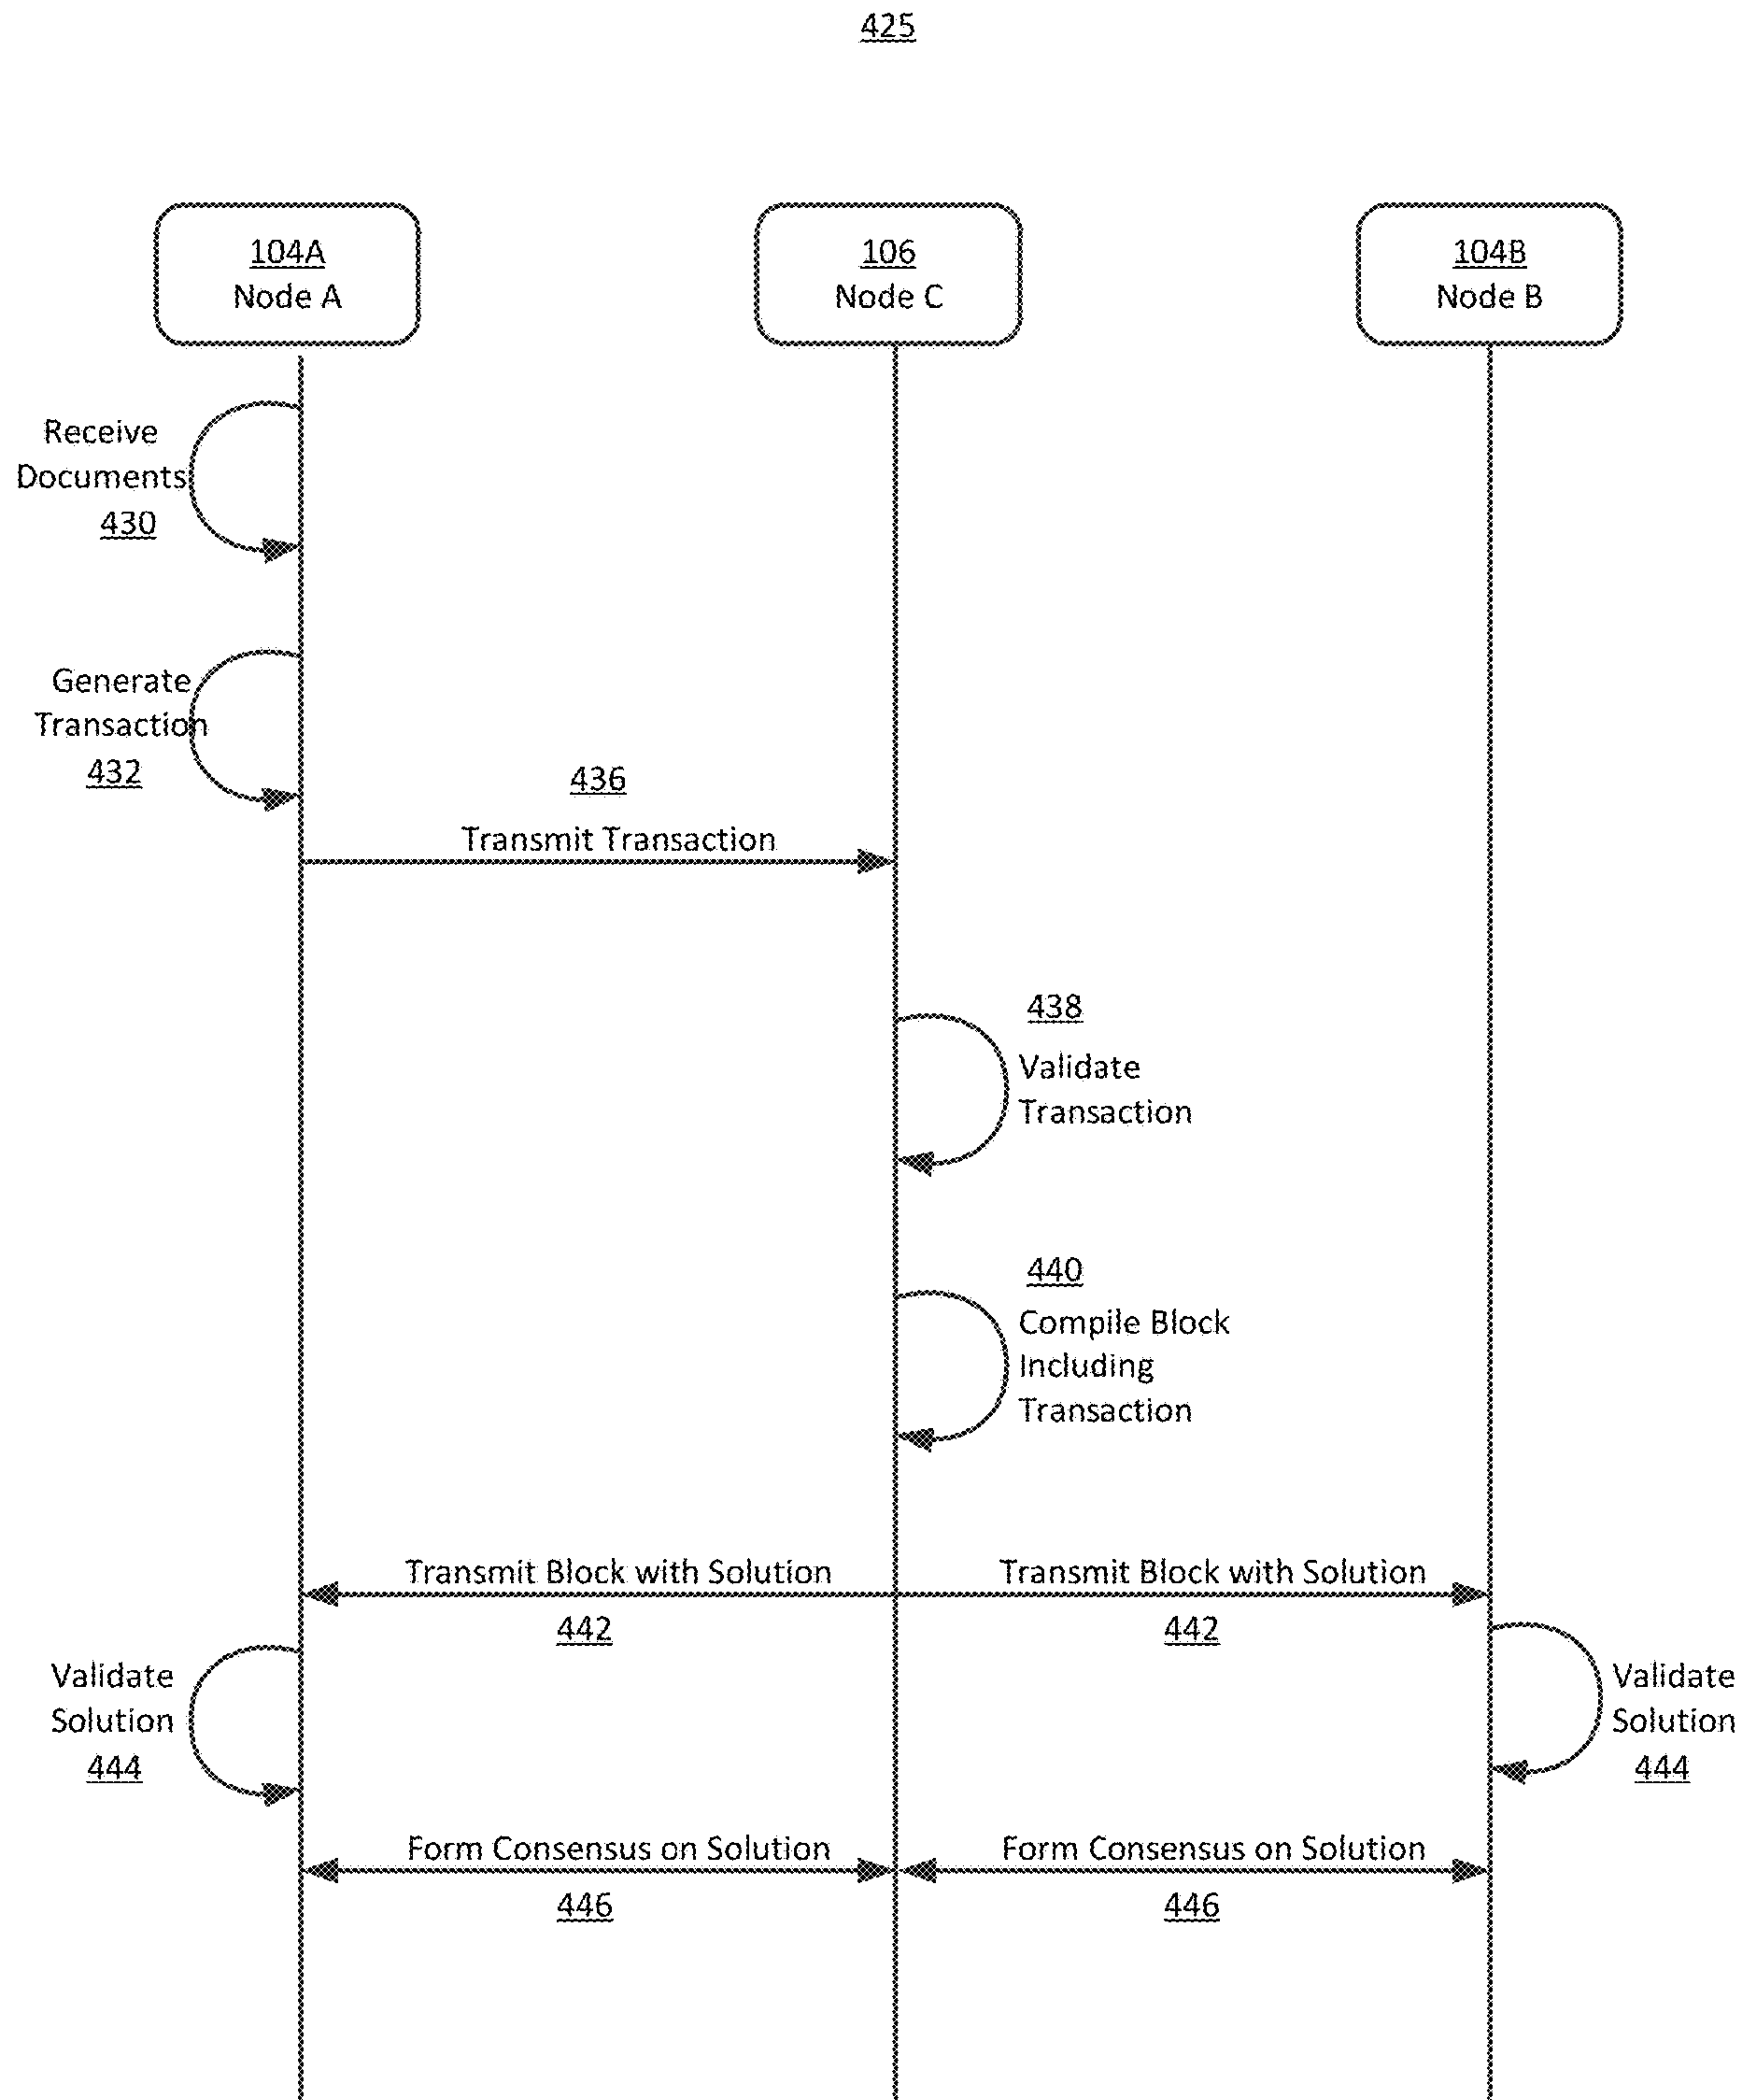 425
104A
Node A
106
Node C
104B
Node B
Receive
Documents
430
Generate
Transaction
432
436
Transmit Transaction
438
Validate
Transaction
440
Compile Block
Including
Transaction
Transmit Block with Solution
442
Transmit Block with Solution
442
Validate
Solution
444
Validate
Solution
444
Form Consensus on Solution
446
Form Consensus on Solution
446